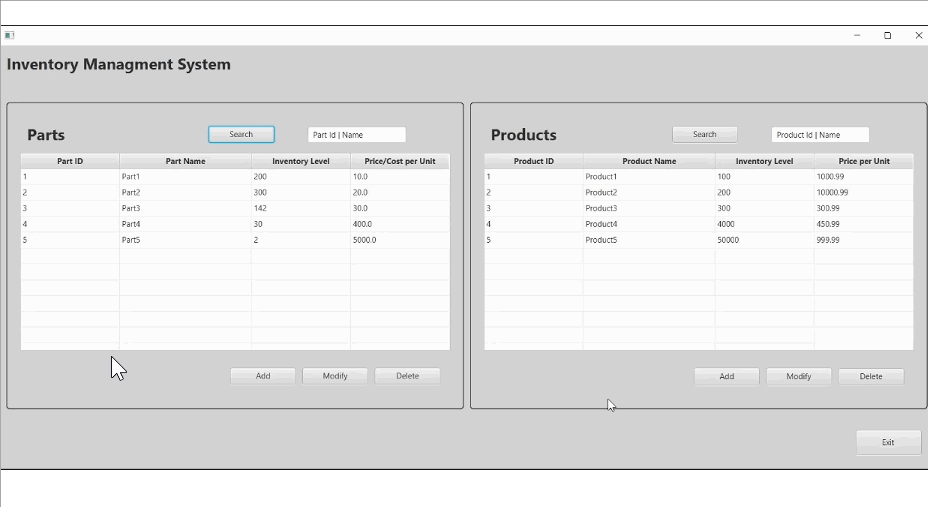 Inventory Managment System
Parts
Search
Part Id | Name
Part ID Part Name Inventory Level Price/Cost per Unit
1 Part1 200 10.0
2 Part2 300 20.0
3 Part3 142 30.0
4 Part4 30 400.0
5 Part5 2 5000.0
Add Modify Delete
Products
Search
Product Id | Name
Product ID Product Name Inventory Level Price per Unit
1 Product1 100 1000.99
2 Product2 200 10000.99
3 Product3 300 300.99
4 Product4 4000 450.99
5 Product5 50000 999.99
Add Modify Delete
Exit